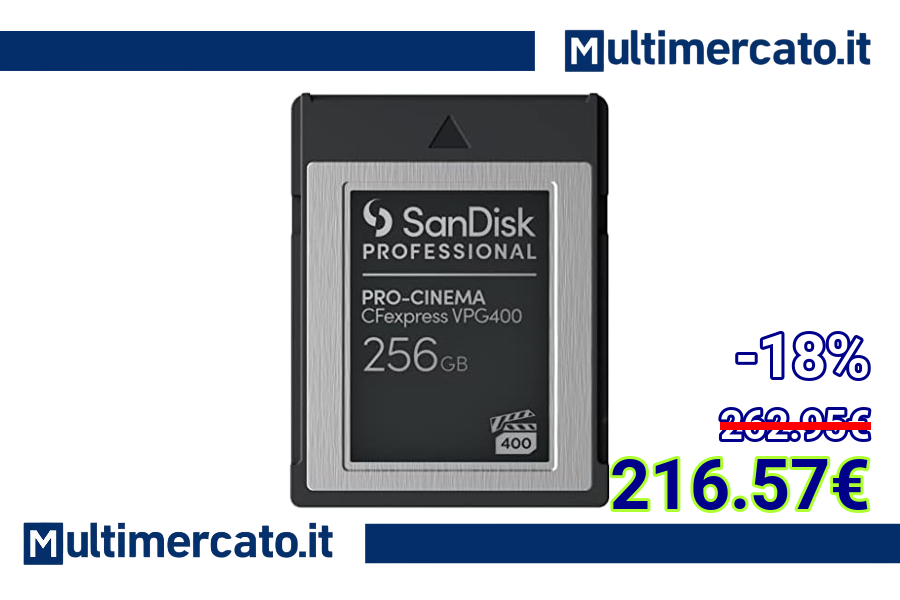 Multimercato.it
SanDisk
PROFESSIONAL
PRO-CINEMA
CFexpress VPG400
256GB
400
-18%
262.95€
216.57€
Multimercato.it